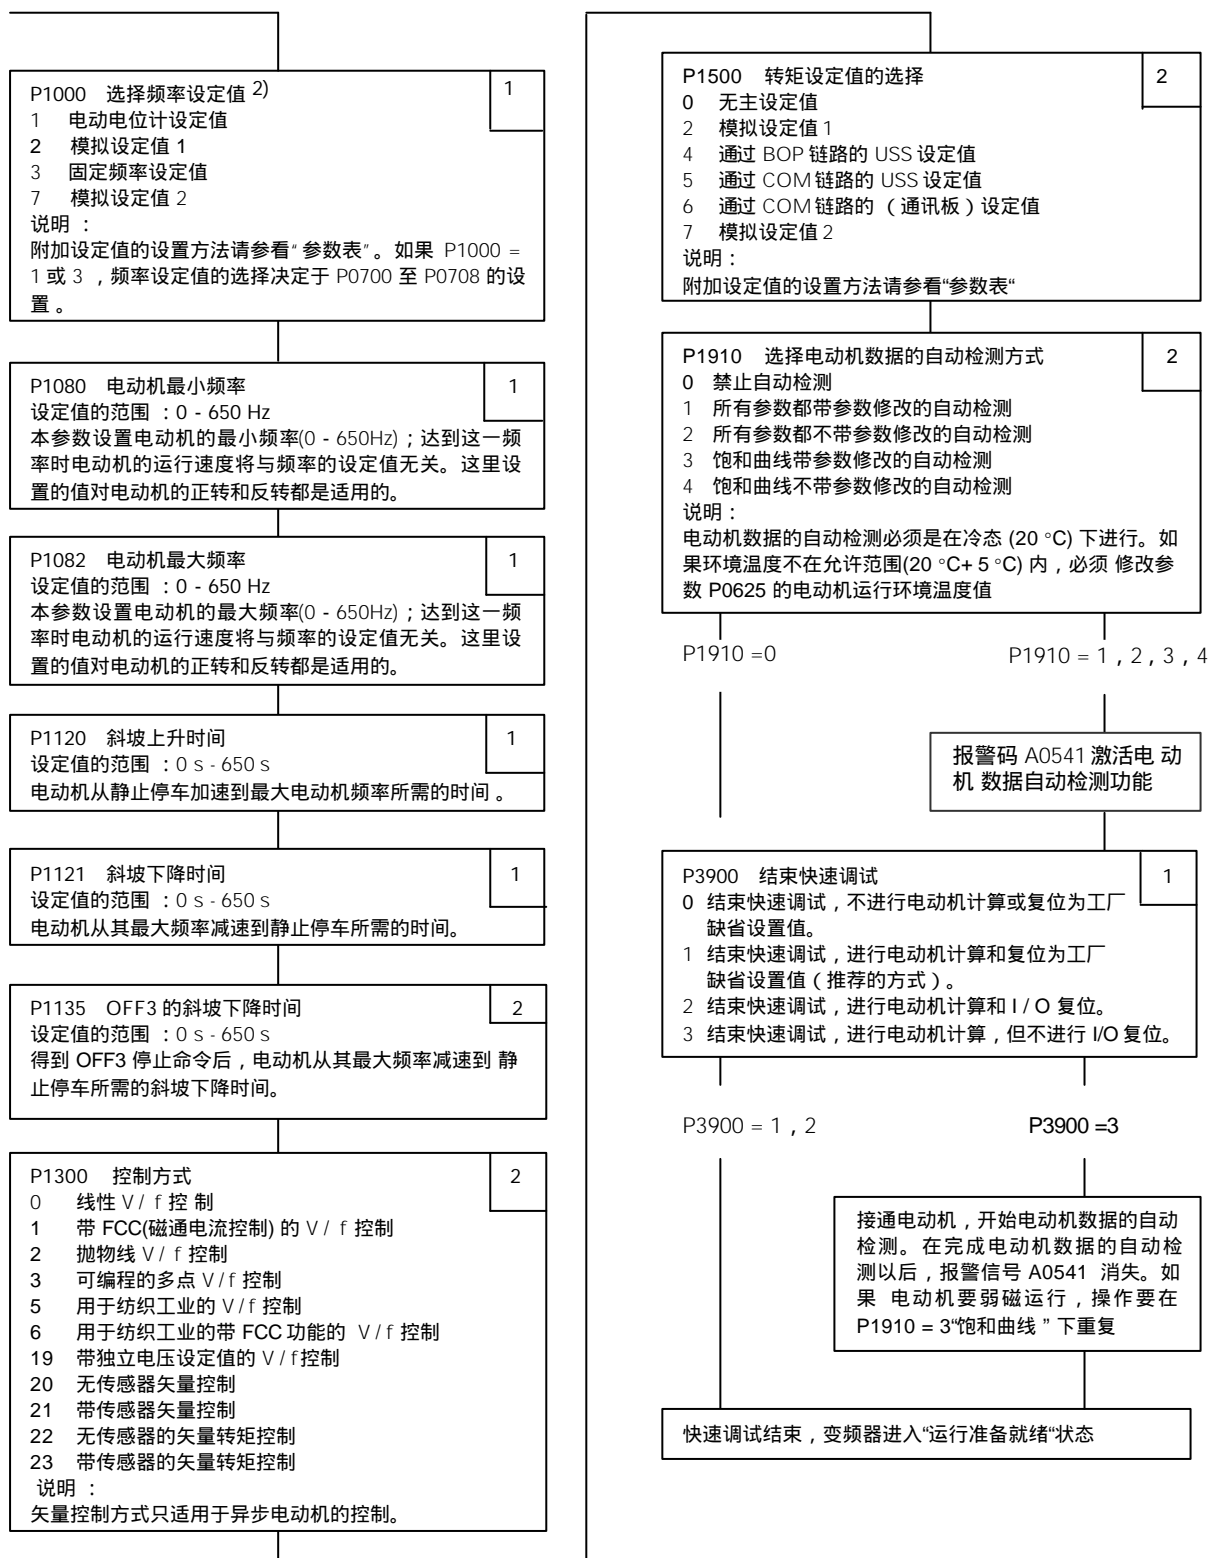 P1000 选择频率设定值 2)
1
1 电动电位计设定值
2 模拟设定值 1
3 固定频率设定值
7 模拟设定值 2
说明 ：
附加设定值的设置方法请参看“参数表”。如果 P1000 =
1 或 3 ，频率设定值的选择决定于 P0700 至 P0708 的设
置 。
P1080 电动机最小频率
1
设定值的范围 ：0 - 650 Hz
本参数设置电动机的最小频率(0 - 650Hz)；达到这一频
率时电动机的运行速度将与频率的设定值无关。这里设
置的值对电动机的正转和反转都是适用的。
P1082 电动机最大频率
1
设定值的范围 ：0 - 650 Hz
本参数设置电动机的最大频率(0 - 650Hz)；达到这一频
率时电动机的运行速度将与频率的设定值无关。这里设
置的值对电动机的正转和反转都是适用的。
P1120 斜坡上升时间
1
设定值的范围 ：0 s - 650 s
电动机从静止停车加速到最大电动机频率所需的时间 。
P1121 斜坡下降时间
1
设定值的范围 ：0 s - 650 s
电动机从其最大频率减速到静止停车所需的时间。
P1135 OFF3 的斜坡下降时间
2
设定值的范围 ：0 s - 650 s
得到 OFF3 停止命令后，电动机从其最大频率减速到 静
止停车所需的斜坡下降时间。
P1300 控制方式
2
0 线性 V / f 控 制
1 带 FCC(磁通电流控制) 的 V / f 控制
2 抛物线 V / f 控制
3 可编程的多点 V / f 控制
5 用于纺织工业的 V / f 控制
6 用于纺织工业的带 FCC 功能的 V / f 控制
19 带独立电压设定值的 V / f 控制
20 无传感器矢量控制
21 带传感器矢量控制
22 无传感器的矢量转矩控制
23 带传感器的矢量转矩控制
说明 ：
矢量控制方式只适用于异步电动机的控制。
P1500 转矩设定值的选择
2
0 无主设定值
2 模拟设定值 1
4 通过 BOP 链路的 USS 设定值
5 通过 COM 链路的 USS 设定值
6 通过 COM 链路的 （通讯板）设定值
7 模拟设定值 2
说明：
附加设定值的设置方法请参看“参数表“
P1910 选择电动机数据的自动检测方式
2
0 禁止自动检测
1 所有参数都带参数修改的自动检测
2 所有参数都不带参数修改的自动检测
3 饱和曲线带参数修改的自动检测
4 饱和曲线不带参数修改的自动检测
说明：
电动机数据的自动检测必须是在冷态 (20 °C) 下进行。如
果环境温度不在允许范围(20 °C+ 5 °C) 内，必须 修改参
数 P0625 的电动机运行环境温度值
P1910 =0
P1910 = 1，2，3，4
报警码 A0541 激活电 动
机 数据自动检测功能
P3900 结束快速调试
1
0 结束快速调试，不进行电动机计算或复位为工厂
缺省设置值。
1 结束快速调试，进行电动机计算和复位为工厂
缺省设置值（推荐的方式）。
2 结束快速调试，进行电动机计算和 I / O 复位。
3 结束快速调试，进行电动机计算，但不进行 I/O 复位。
P3900 = 1，2
P3900 =3
接通电动机，开始电动机数据的自动
检测。在完成电动机数据的自动检
测以后，报警信号 A0541 消失。如
果 电动机要弱磁运行，操作要在
P1910 = 3“饱和曲线 ” 下重复
快速调试结束，变频器进入“运行准备就绪“状态